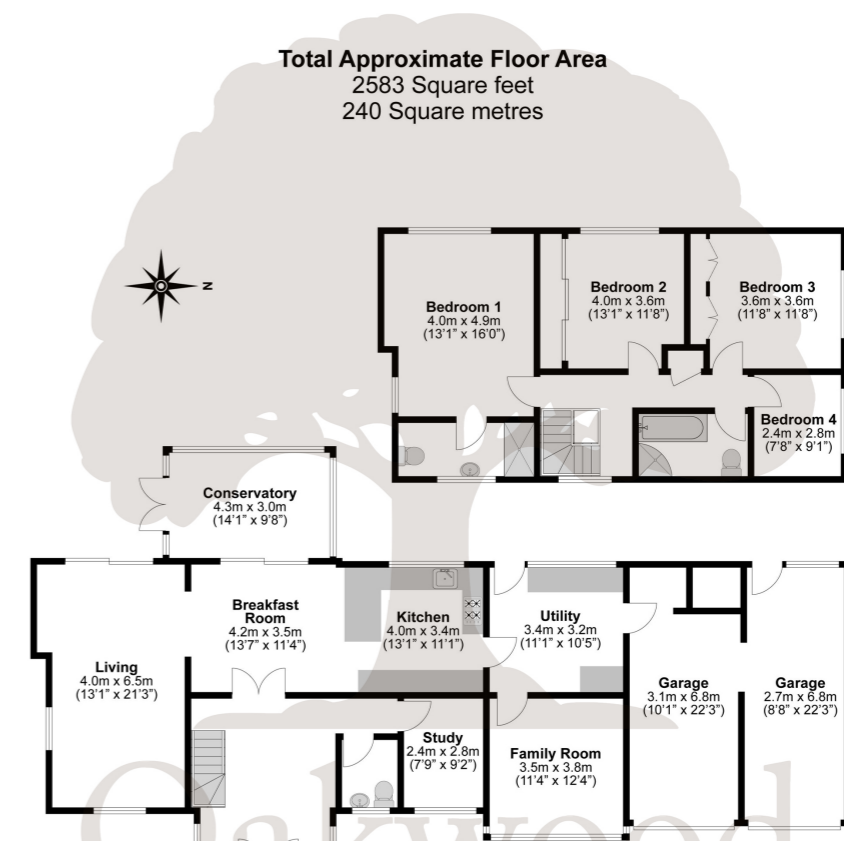 Total Approximate Floor Area
2583 Square feet
240 Square metres
N
Bedroom 1
4.0m x 4.9m
(13'1" x 16'0")
Bedroom 2
4.0m x 3.6m
(13'1" x 11'8")
Bedroom 3
3.6m x 3.6m
(11'8" x 11'8")
Bedroom 4
2.4m x 2.8m
(7'8" x 9'1")
Conservatory
4.3m x 3.0m
(14'1" x 9'8")
Breakfast
Room
4.2m x 3.5m
(13'7" x 11'4")
Kitchen
4.0m x 3.4m
(13'1" x 11'1")
Utility
3.4m x 3.2m
(11'1" x 10'5")
Living
4.0m x 6.5m
(13'1" x 21'3")
Study
2.4m x 2.8m
(7'9" x 9'2")
Family Room
3.5m x 3.8m
(11'4" x 12'4")
Garage
3.1m x 6.8m
(10'1" x 22'3")
Garage
2.7m x 6.8m
(8'8" x 22'3")
Oakwood